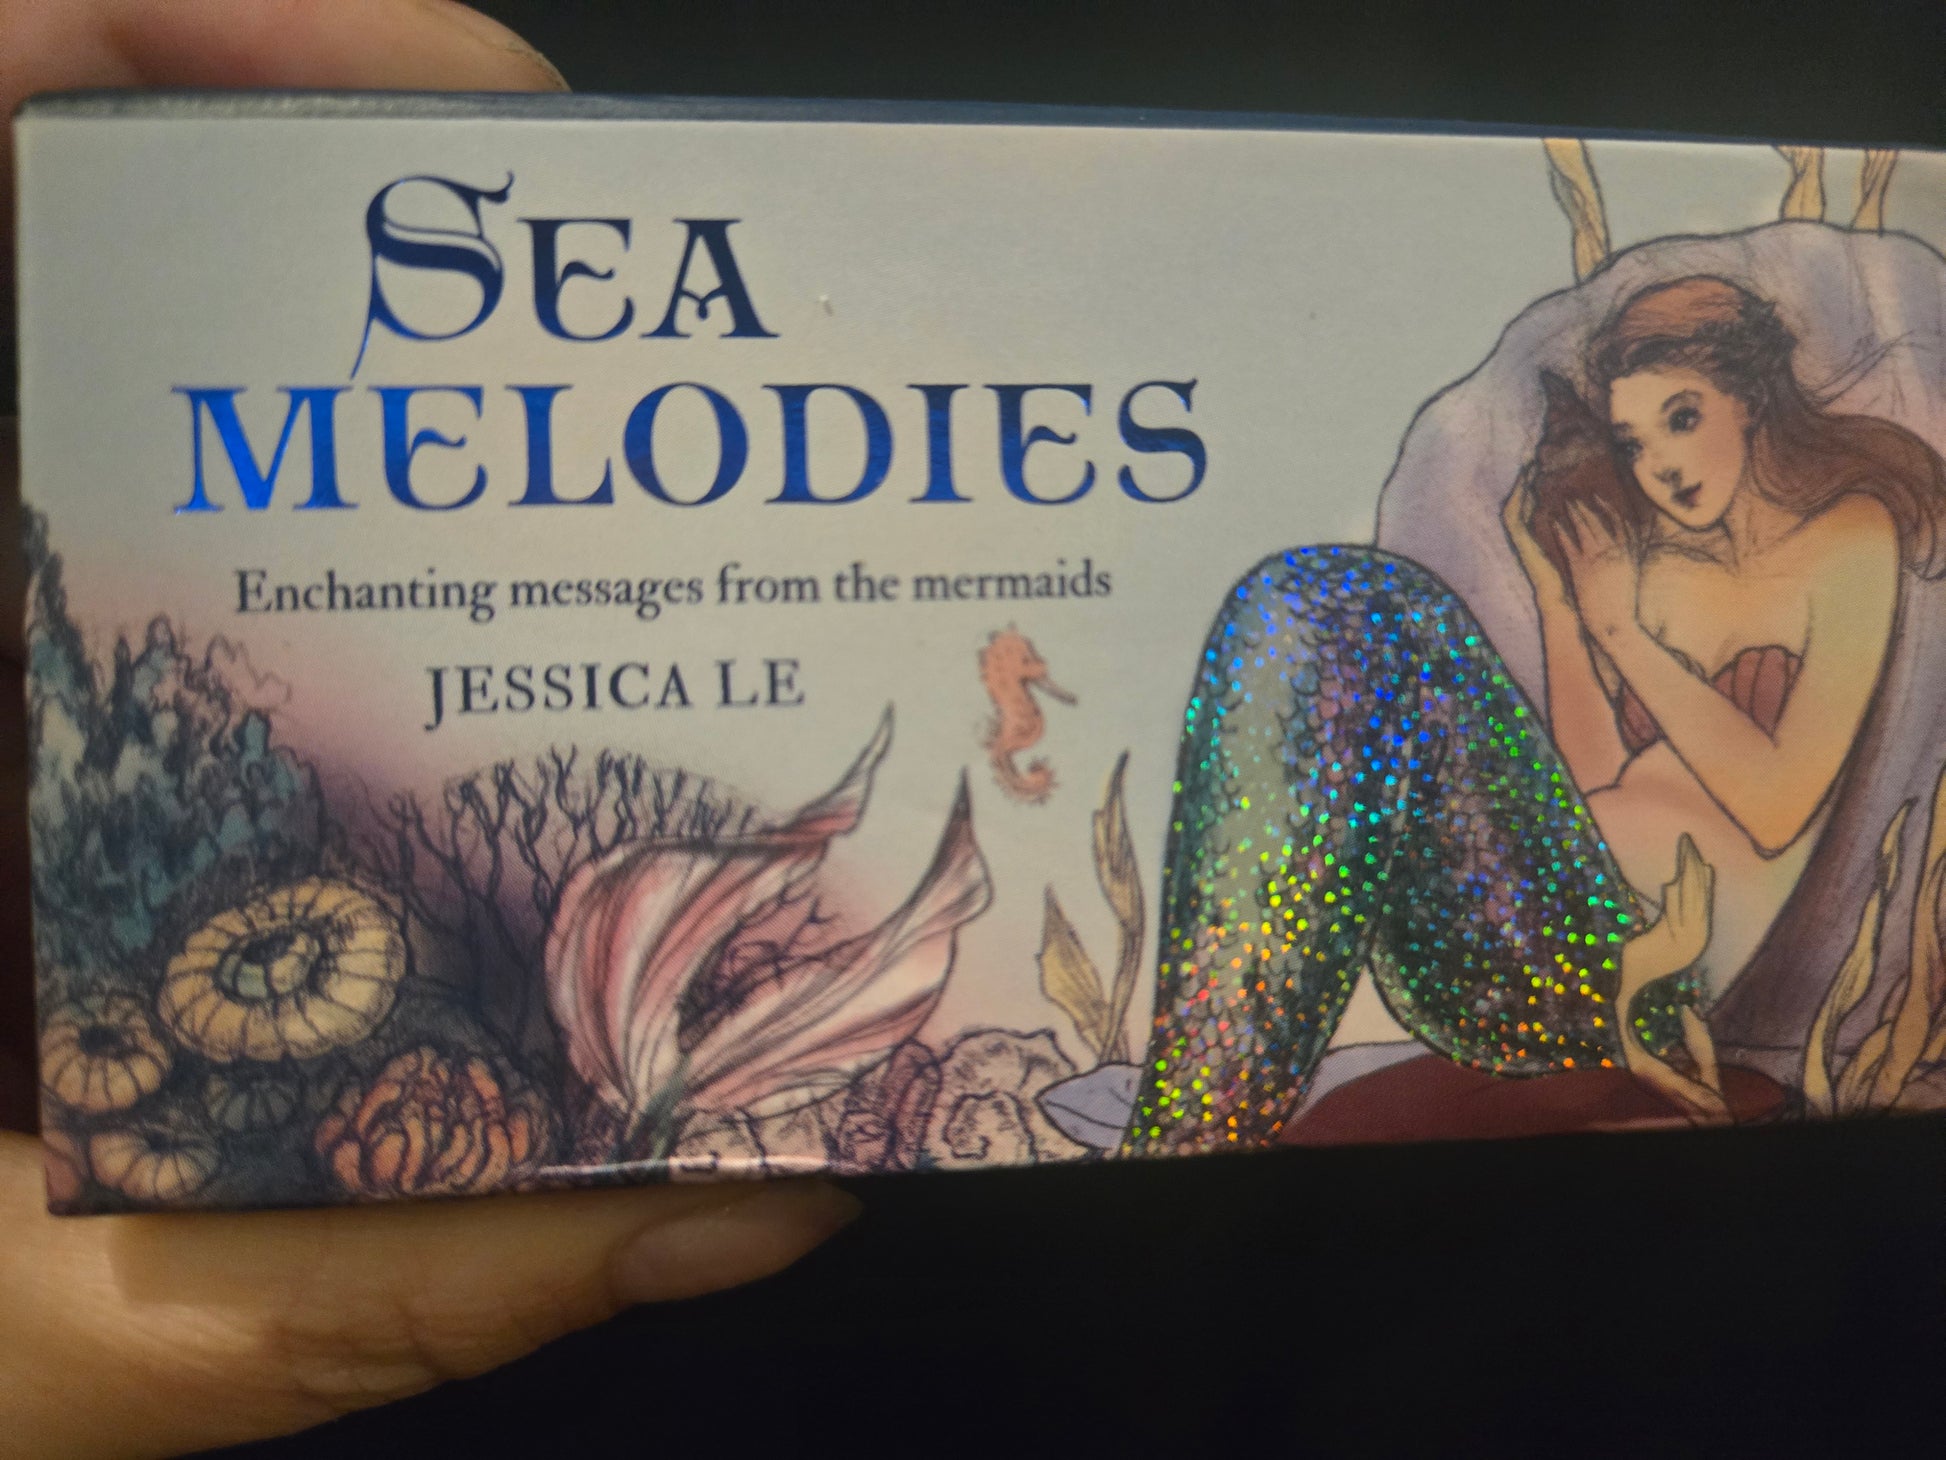 SEA
MELODIES
Enchanting messages from the mermaids
JESSICA LE